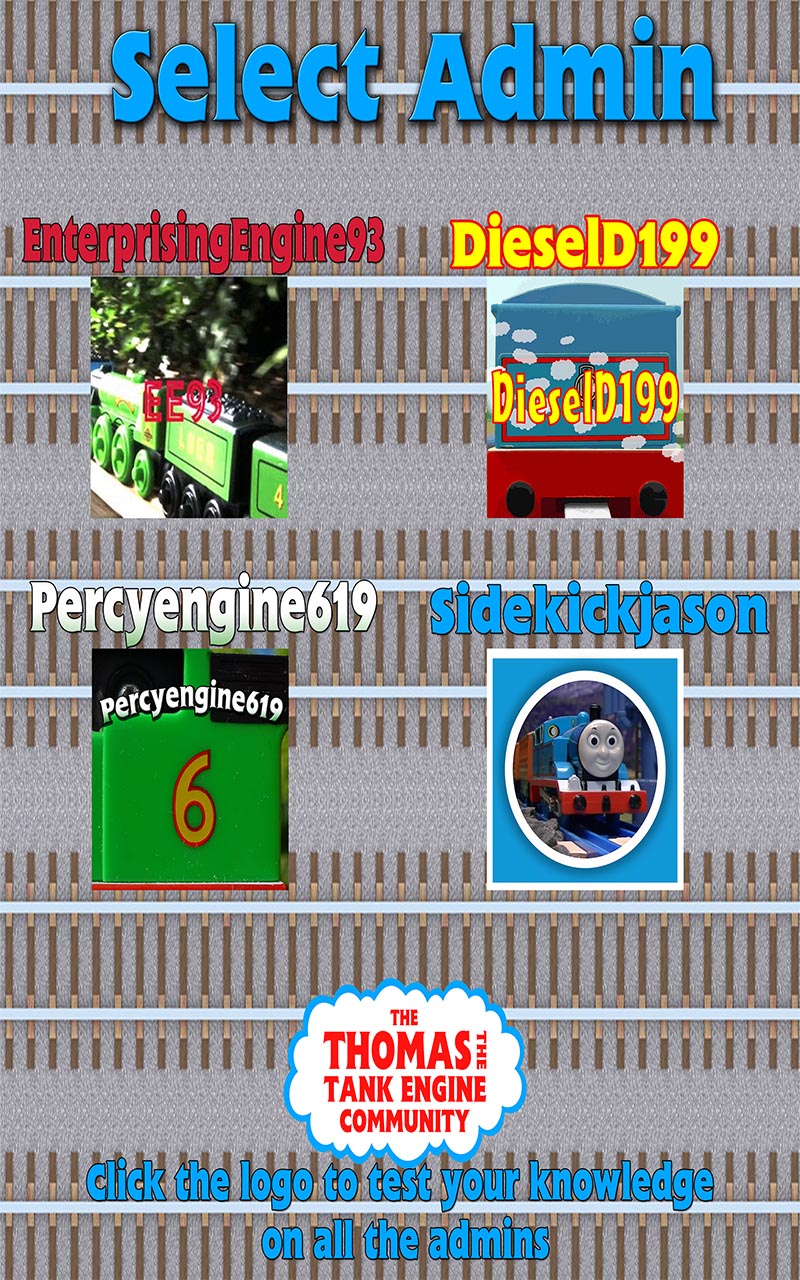 Select Admin
EnterprisingEngine93
DieselD199
EE93
4
DieselD199
Percyengine619
Sidekickjason
Percyengine619
6
THE
THOMAS THE
TANK ENGINE
COMMUNITY
Click the logo to test your knowledge
on all the admins